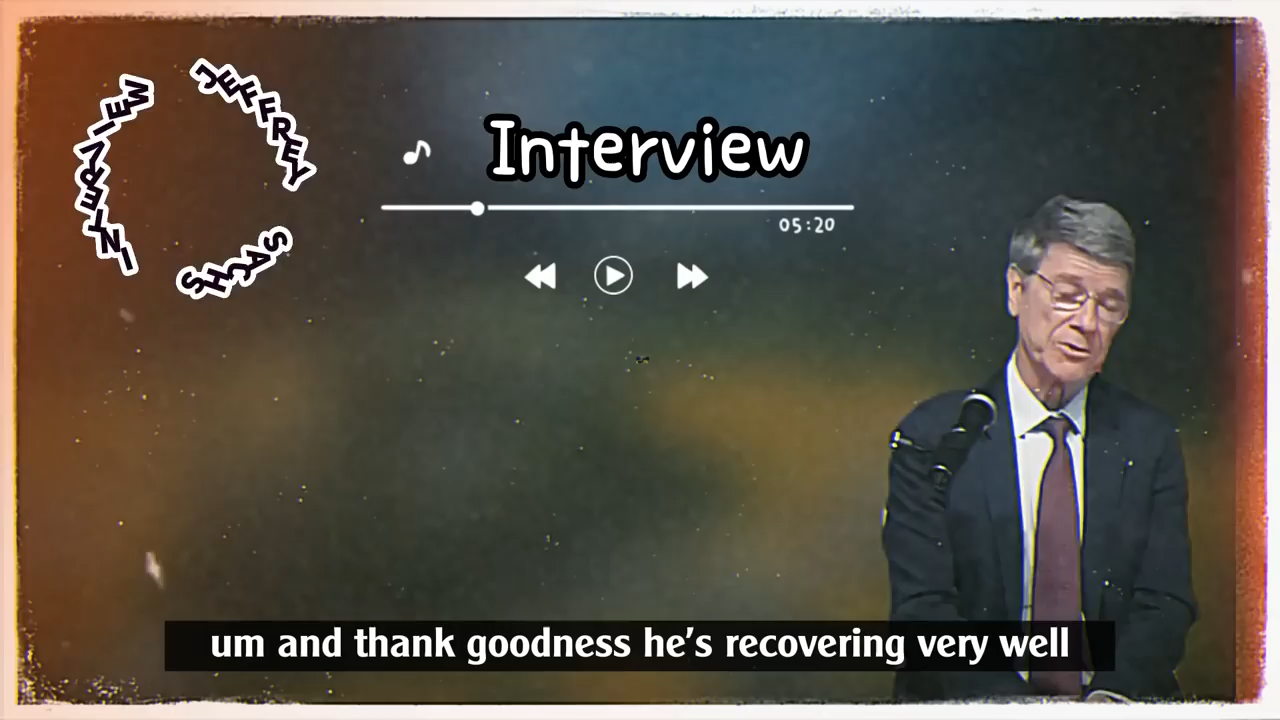 INTERVIEW
JEFFREY
SACHS
Interview
05:20
um and thank goodness he's recovering very well